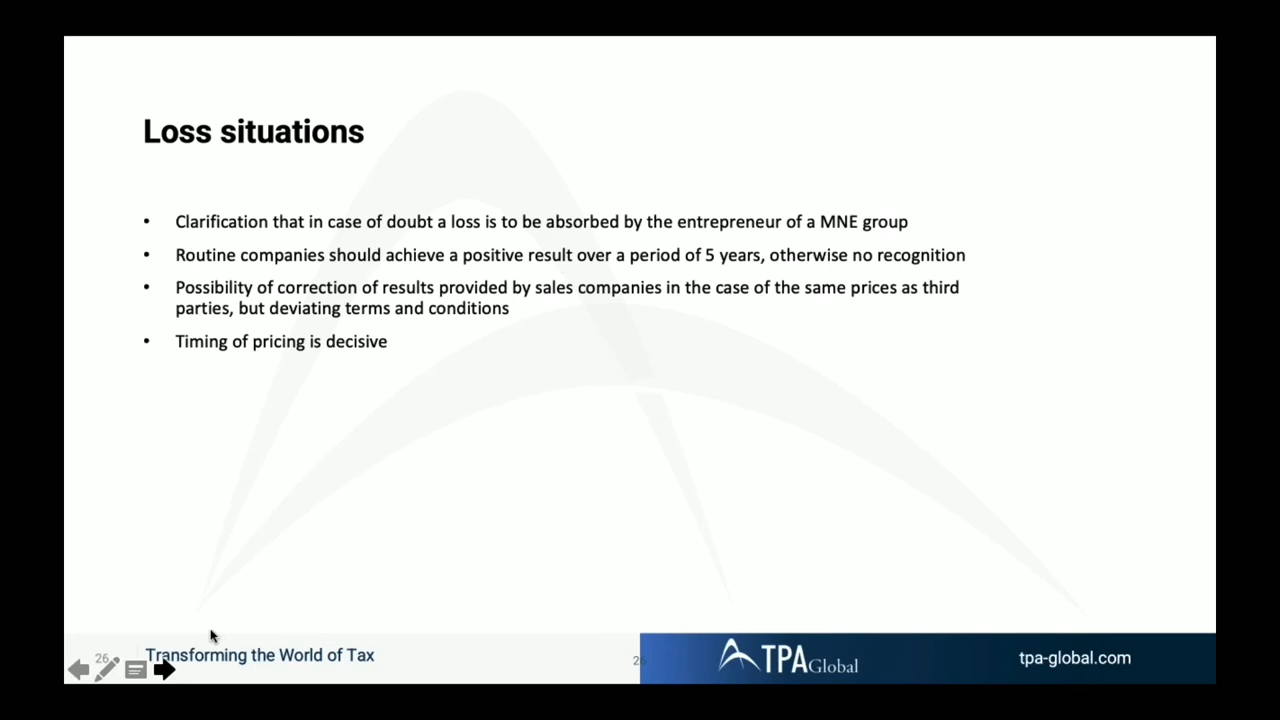 Loss situations
• Clarification that in case of doubt a loss is to be absorbed by the entrepreneur of a MNE group
• Routine companies should achieve a positive result over a period of 5 years, otherwise no recognition
• Possibility of correction of results provided by sales companies in the case of the same prices as third
parties, but deviating terms and conditions
• Timing of pricing is decisive
26
Transforming the World of Tax
TPA Global
tpa-global.com